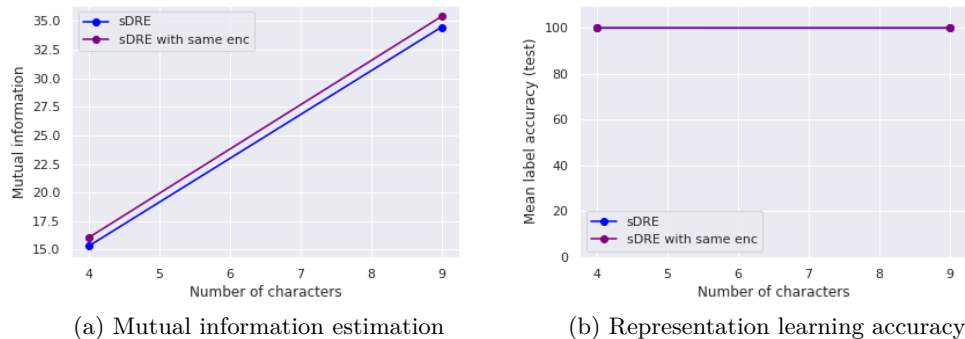 sDRE
sDRE with same enc
35.0
32.5
30.0
27.5
25.0
22.5
20.0
17.5
15.0
Mutual information
4 5 6 7 8 9
Number of characters
(a) Mutual information estimation
100
80
60
40
20
0
Mean label accuracy (test)
sDRE
sDRE with same enc
4 5 6 7 8 9
Number of characters
(b) Representation learning accuracy